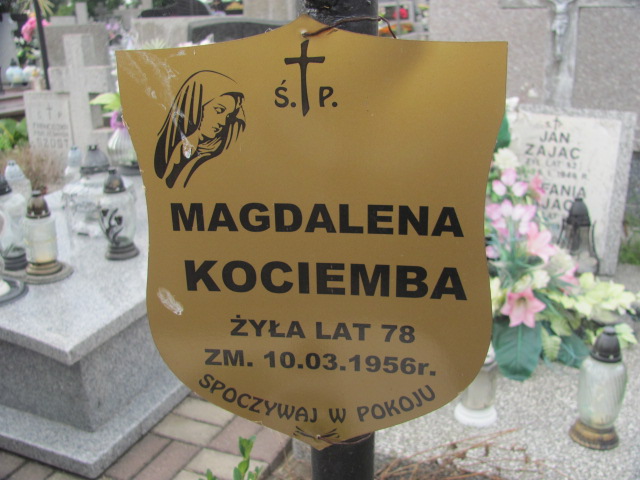 Ś. P.
MAGDALENA
KOCIEMBA
ŻYŁA LAT 78
ZM. 10.03.1956r.
SPOCZYWAJ W POKOJU
JAN
ZAJĄC